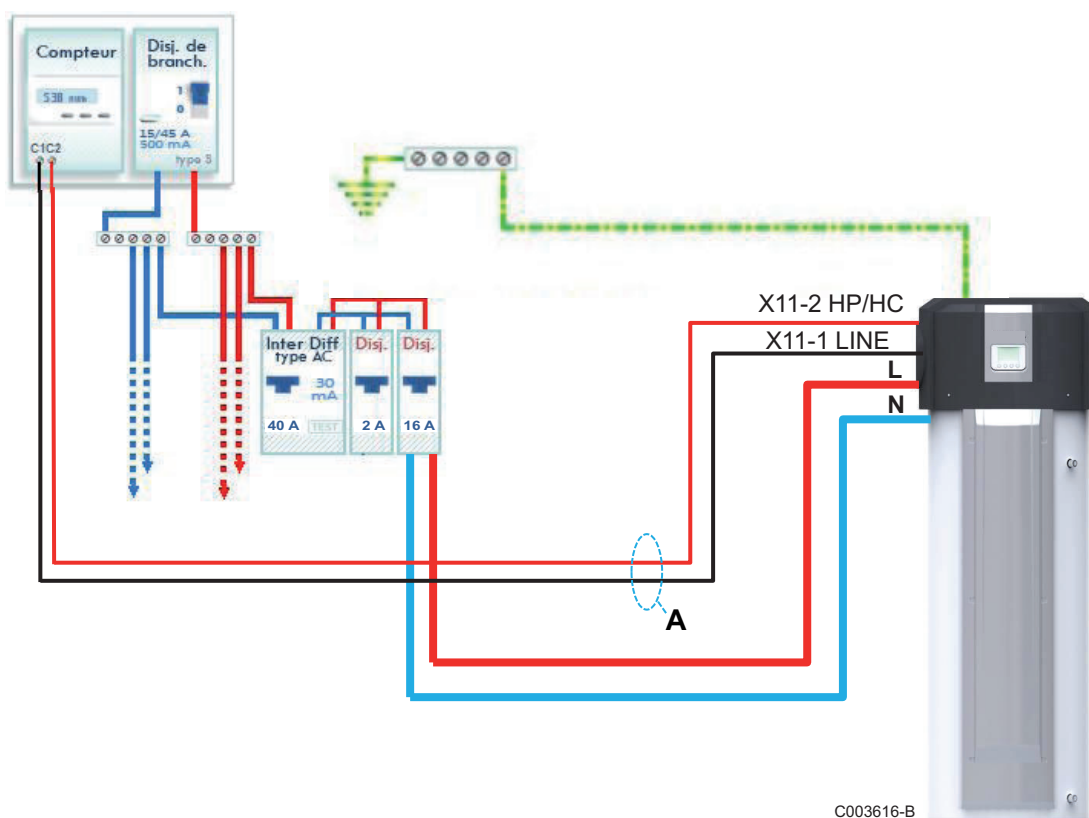 Compteur
Disj. de
branch.
1
0
15/45 A
500 mA
type S
C1C2
X11-2 HP/HC
X11-1 LINE
L
N
Inter Diff
type AC
30
mA
40 A
TEST
Disj.
2 A
Disj.
16 A
A
C003616-B